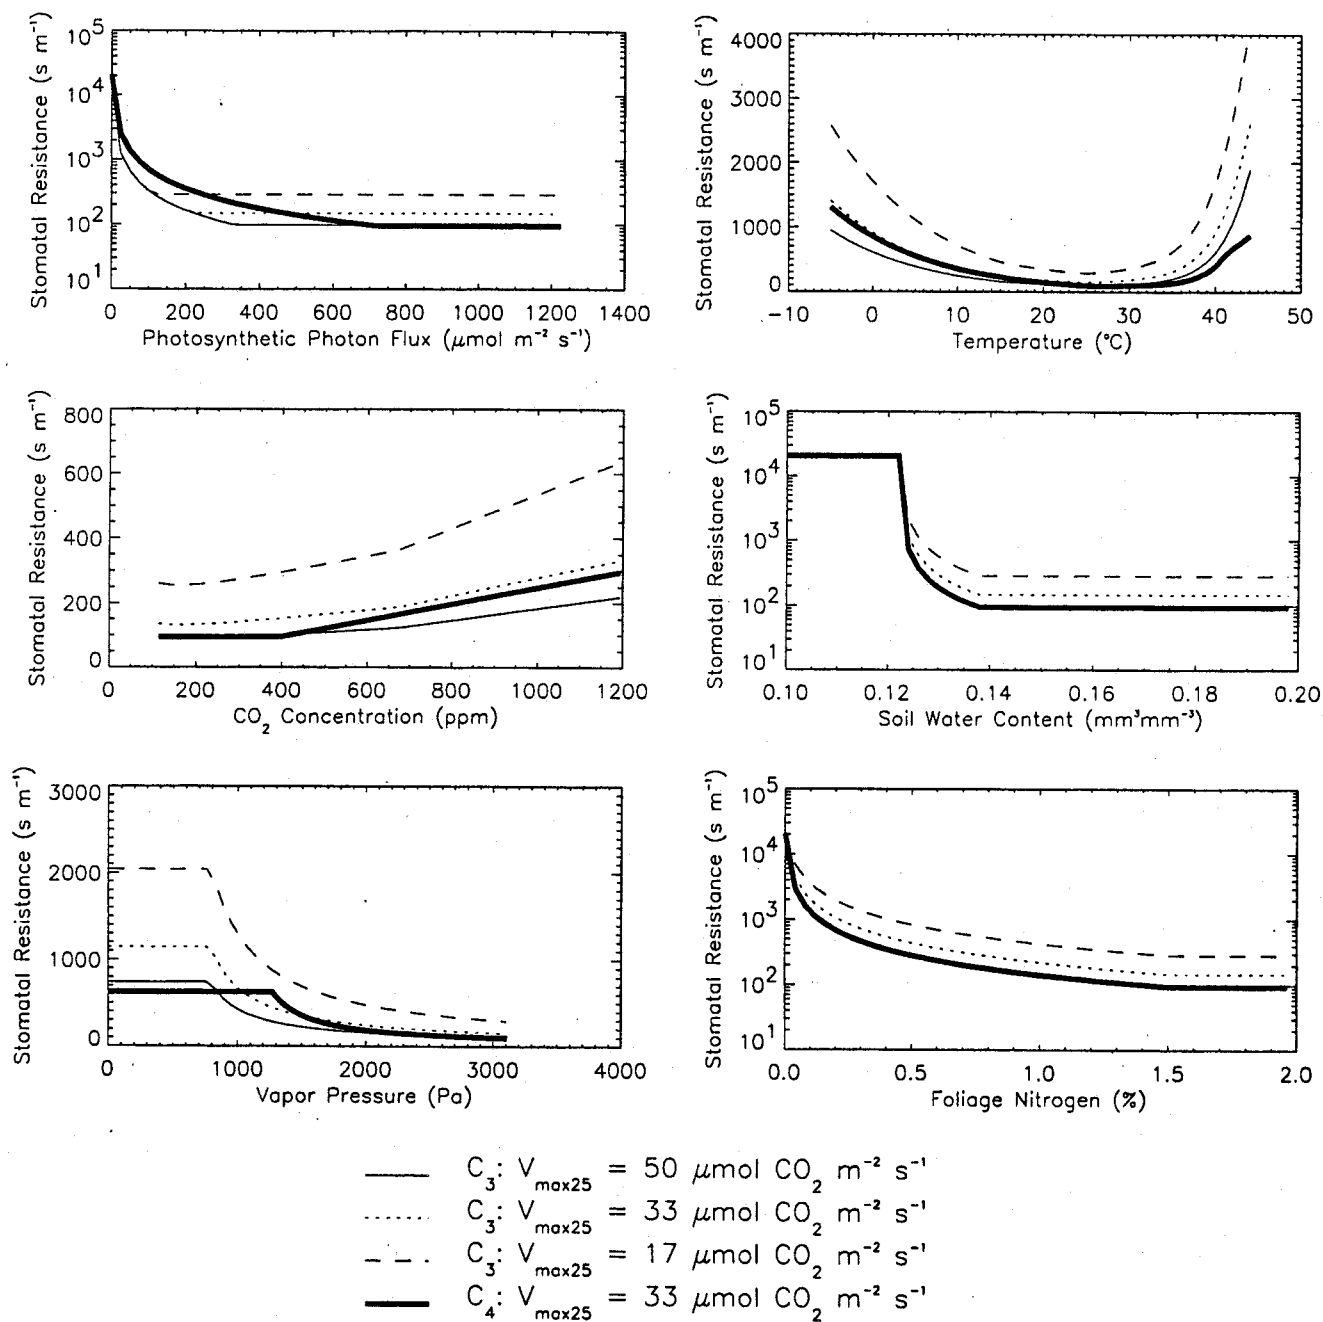 Stomatal Resistance (s m⁻¹)
10⁵
10⁴
10³
10²
10¹
0 200 400 600 800 1000 1200 1400
Photosynthetic Photon Flux (μmol m⁻² s⁻¹)
Stomatal Resistance (s m⁻¹)
4000
3000
2000
1000
0
−10 0 10 20 30 40 50
Temperature (°C)
Stomatal Resistance (s m⁻¹)
800
600
400
200
0
0 200 400 600 800 1000 1200
CO₂ Concentration (ppm)
Stomatal Resistance (s m⁻¹)
10⁵
10⁴
10³
10²
10¹
0.10 0.12 0.14 0.16 0.18 0.20
Soil Water Content (mm³mm⁻³)
Stomatal Resistance (s m⁻¹)
3000
2000
1000
0
0 1000 2000 3000 4000
Vapor Pressure (Pa)
Stomatal Resistance (s m⁻¹)
10⁵
10⁴
10³
10²
10¹
0.0 0.5 1.0 1.5 2.0
Foliage Nitrogen (%)
C₃: Vmax25 = 50 μmol CO₂ m⁻² s⁻¹
C₃: Vmax25 = 33 μmol CO₂ m⁻² s⁻¹
C₃: Vmax25 = 17 μmol CO₂ m⁻² s⁻¹
C₄: Vmax25 = 33 μmol CO₂ m⁻² s⁻¹